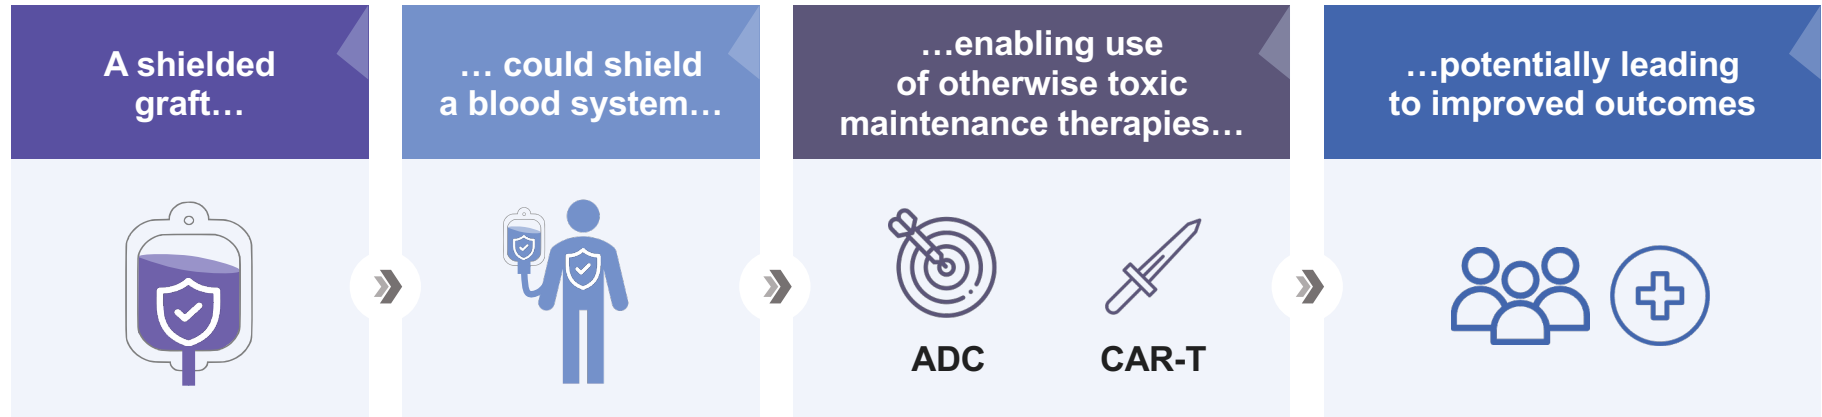 A shielded
graft…
… could shield
a blood system…
…enabling use
of otherwise toxic
maintenance therapies…
…potentially leading
to improved outcomes
ADC
CAR-T